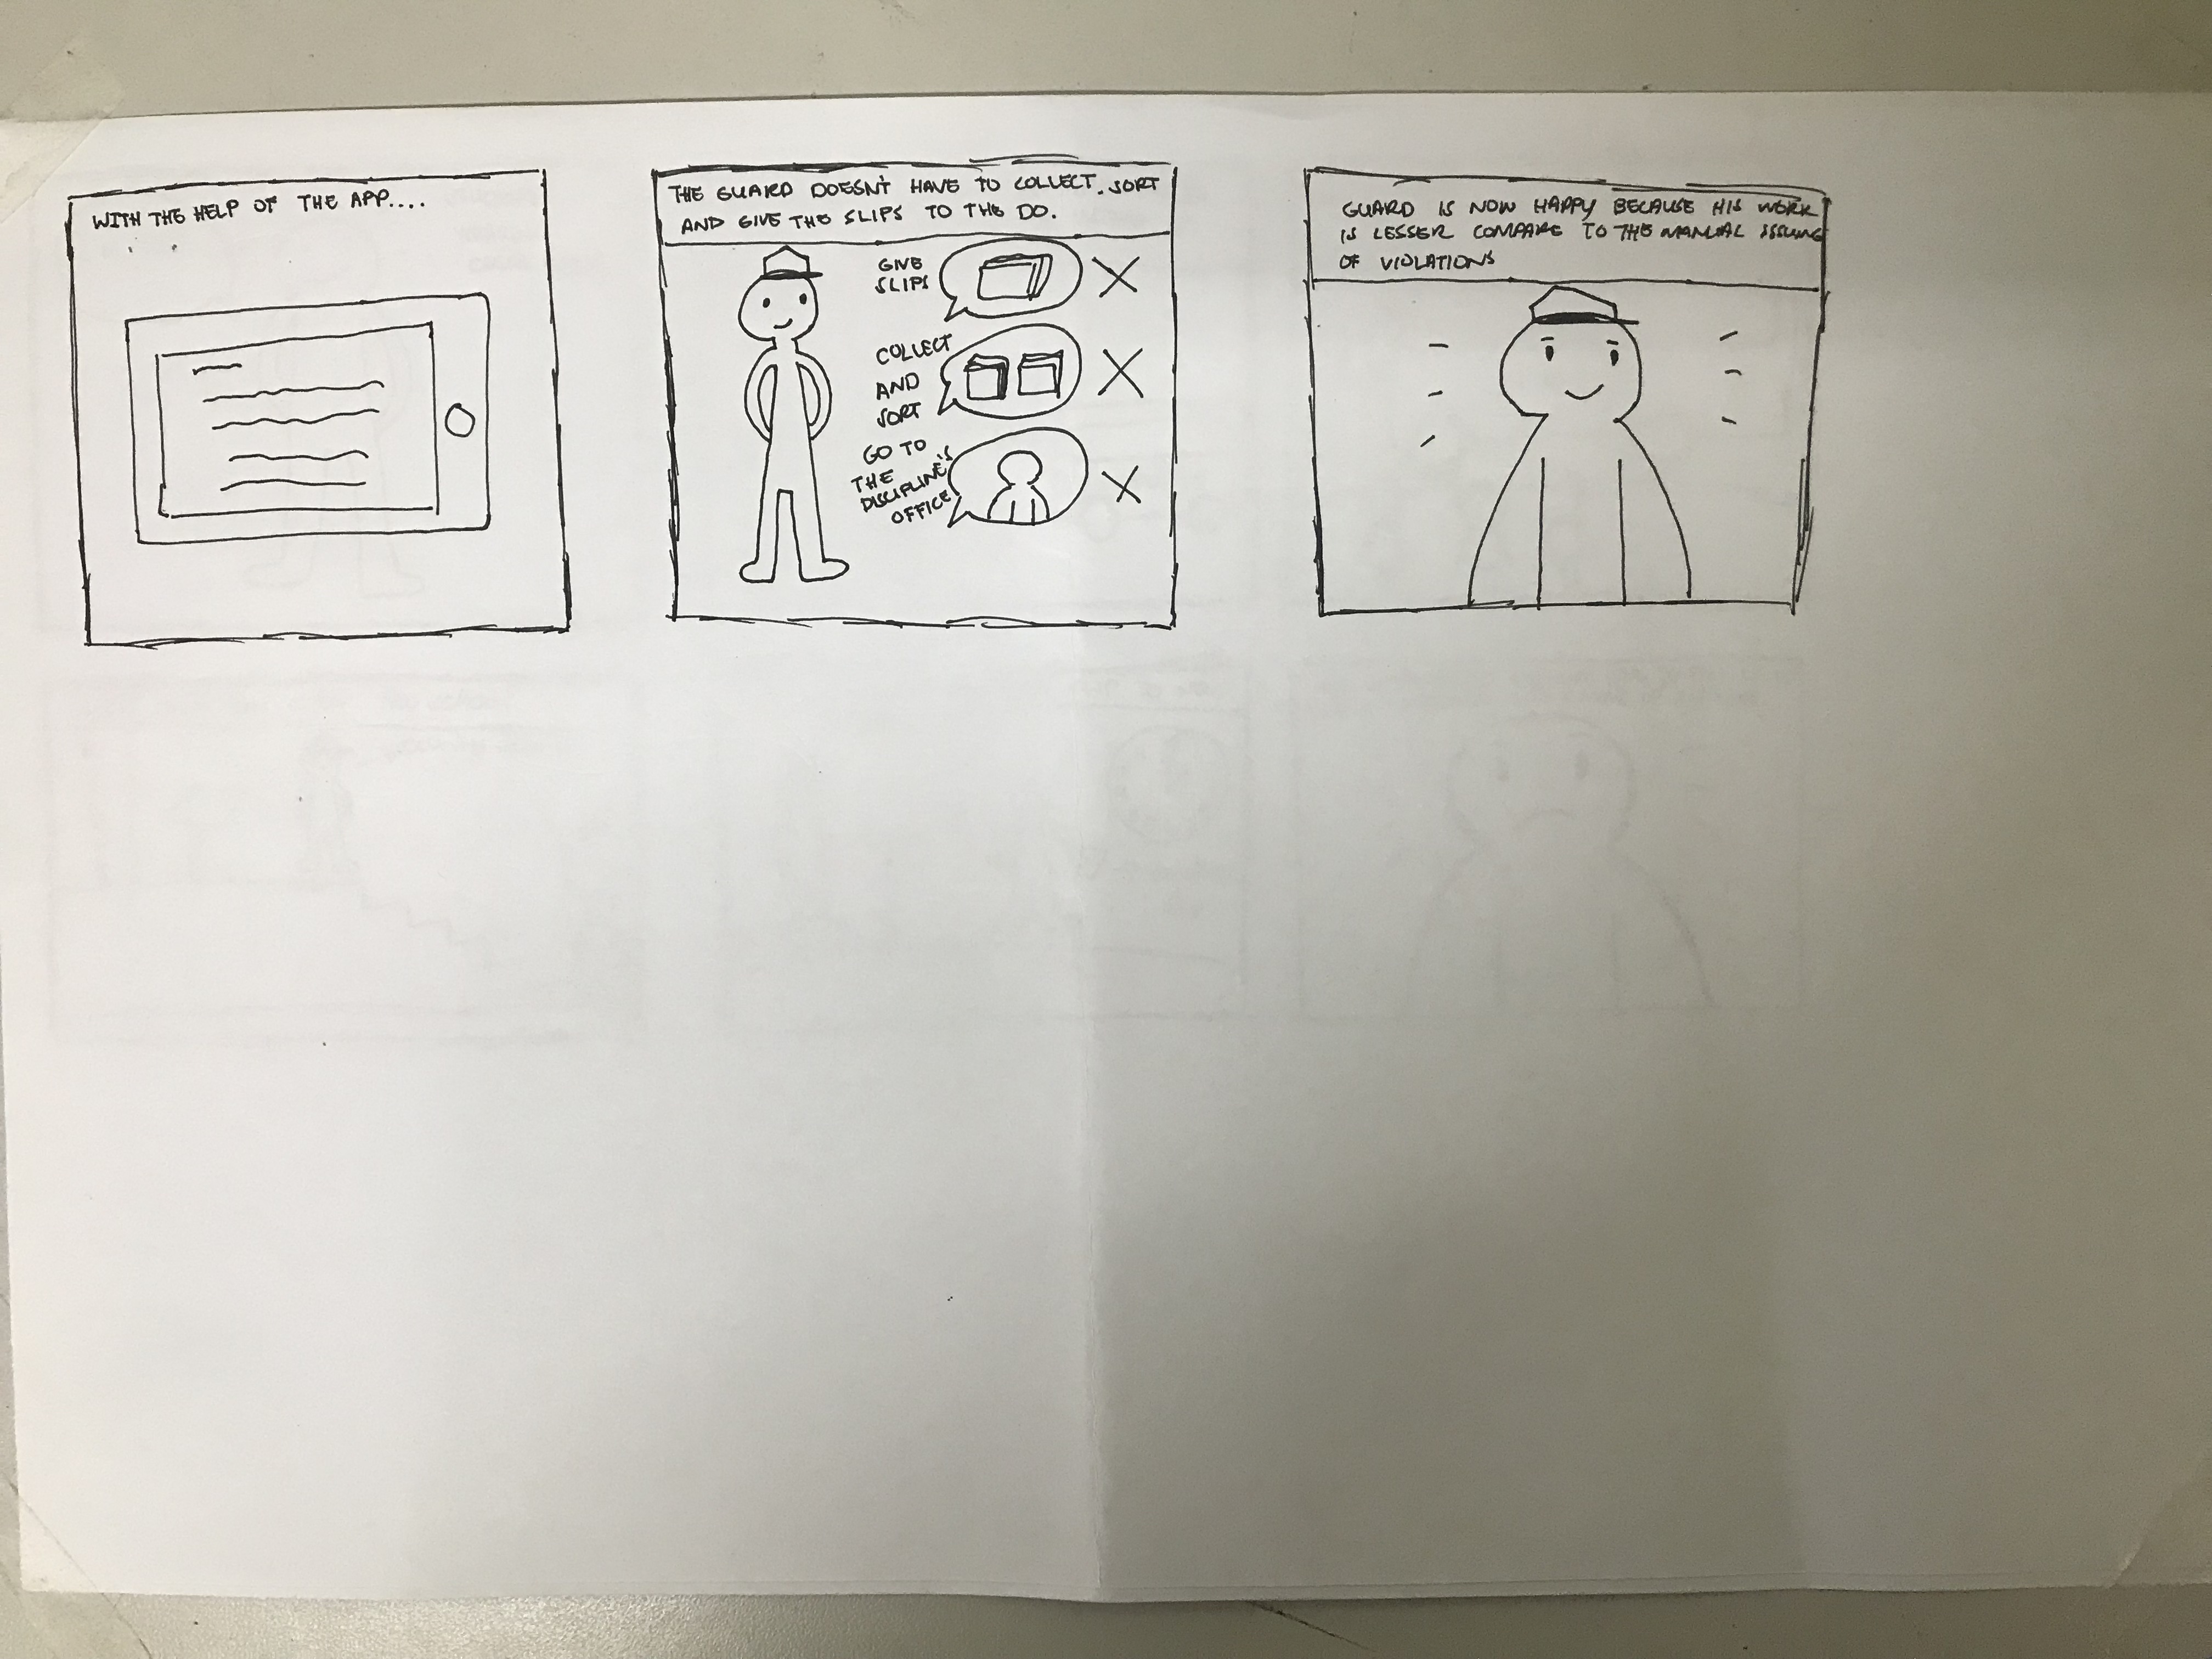 WITH THE HELP OF THE APP....
THE GUARD DOESN'T HAVE TO COLLECT, SORT
AND GIVE THE SLIPS TO THE DO.
GIVE
SLIPS
COLLECT
AND
SORT
GO TO
THE
DISCIPLINE'S
OFFICE
GUARD IS NOW HAPPY BECAUSE HIS WORK
IS LESSER COMPARE TO THE MANUAL ISSUING
OF VIOLATIONS